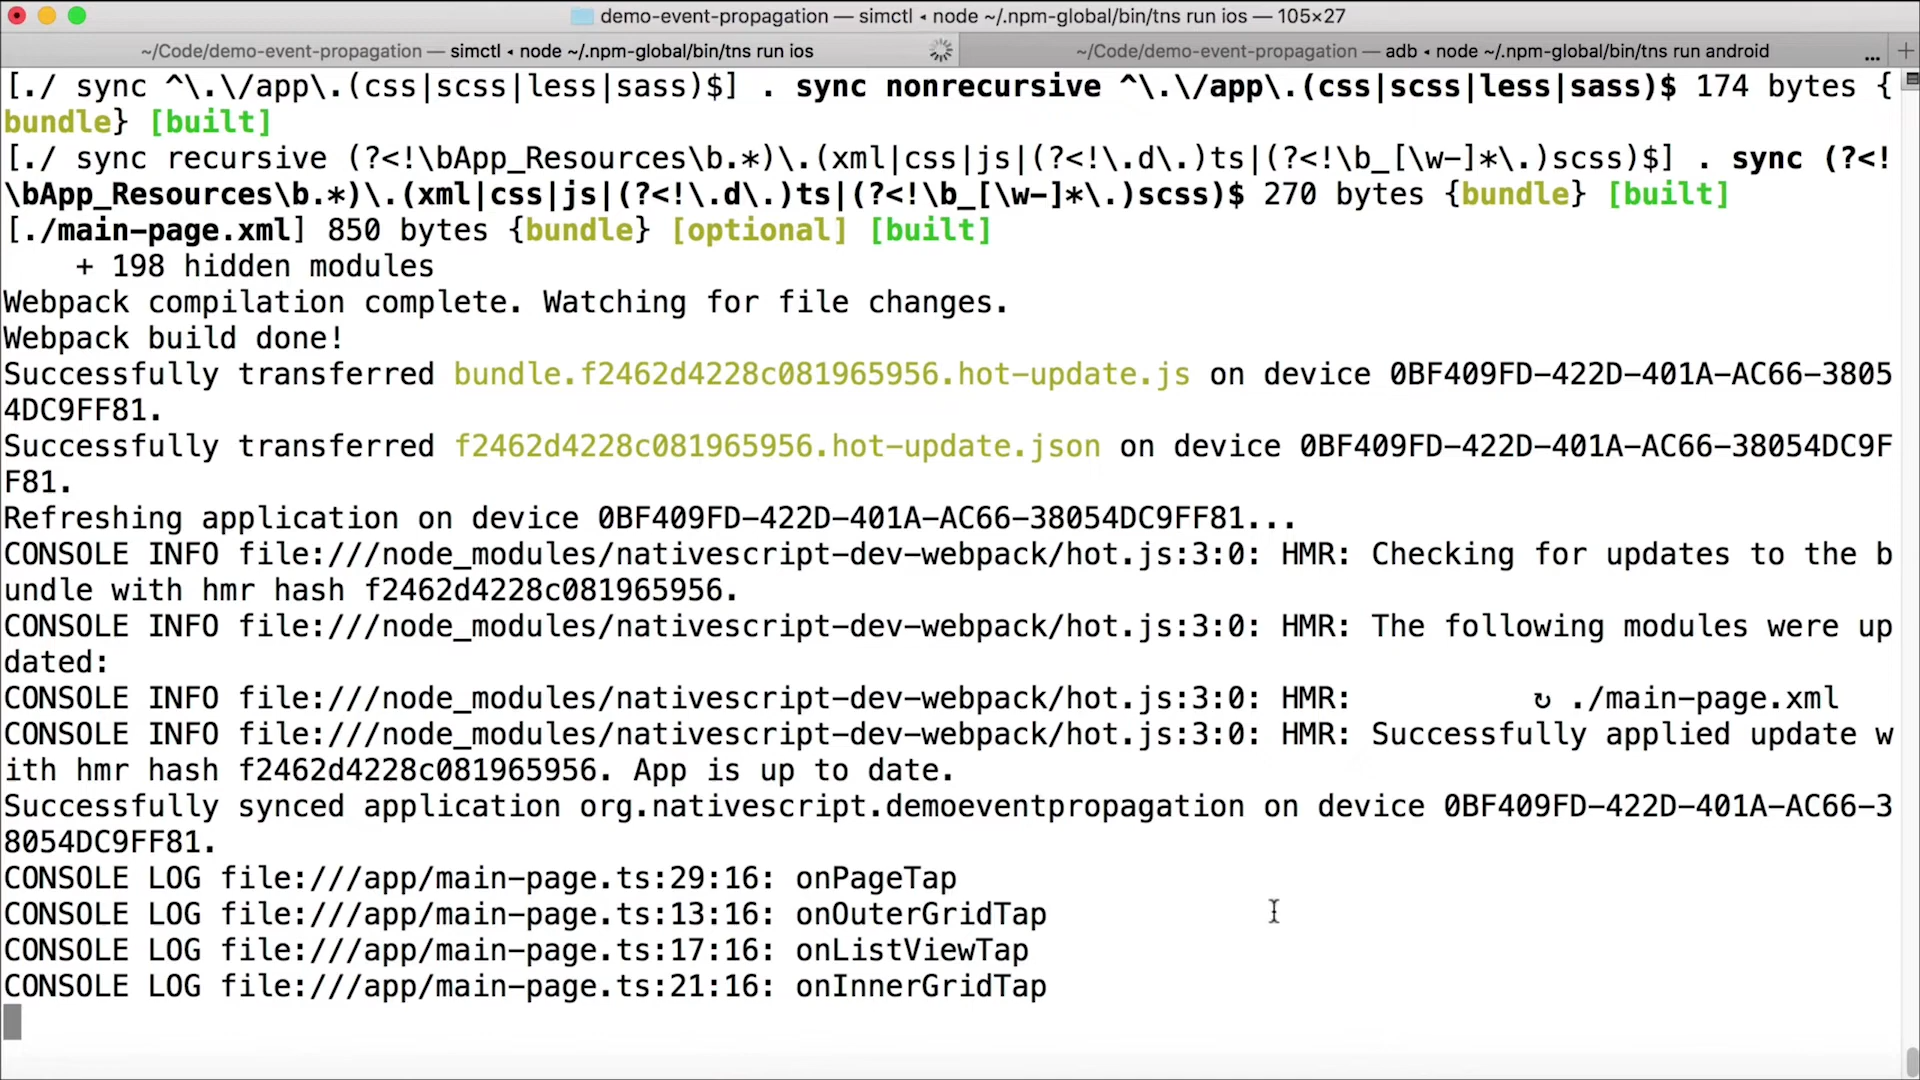 demo-event-propagation — simctl ◂ node ~/.npm-global/bin/tns run ios — 105×27
~/Code/demo-event-propagation — simctl ◂ node ~/.npm-global/bin/tns run ios
~/Code/demo-event-propagation — adb ◂ node ~/.npm-global/bin/tns run android ... +
[./ sync ^\.\/app\.(css|scss|less|sass)$] . sync nonrecursive ^\.\/app\.(css|scss|less|sass)$ 174 bytes {
bundle} [built]
[./ sync recursive (?<!\bApp_Resources\b.*)\.(xml|css|js|(?<!\.d\.)ts|(?<!\b_[\w-]*\.)scss)$] . sync (?<!
\bApp_Resources\b.*)\.(xml|css|js|(?<!\.d\.)ts|(?<!\b_[\w-]*\.)scss)$ 270 bytes {bundle} [built]
[./main-page.xml] 850 bytes {bundle} [optional] [built]
    + 198 hidden modules
Webpack compilation complete. Watching for file changes.
Webpack build done!
Successfully transferred bundle.f2462d4228c081965956.hot-update.js on device 0BF409FD-422D-401A-AC66-3805
4DC9FF81.
Successfully transferred f2462d4228c081965956.hot-update.json on device 0BF409FD-422D-401A-AC66-38054DC9F
F81.
Refreshing application on device 0BF409FD-422D-401A-AC66-38054DC9FF81...
CONSOLE INFO file:///node_modules/nativescript-dev-webpack/hot.js:3:0: HMR: Checking for updates to the b
undle with hmr hash f2462d4228c081965956.
CONSOLE INFO file:///node_modules/nativescript-dev-webpack/hot.js:3:0: HMR: The following modules were up
dated:
CONSOLE INFO file:///node_modules/nativescript-dev-webpack/hot.js:3:0: HMR:          ↻ ./main-page.xml
CONSOLE INFO file:///node_modules/nativescript-dev-webpack/hot.js:3:0: HMR: Successfully applied update w
ith hmr hash f2462d4228c081965956. App is up to date.
Successfully synced application org.nativescript.demoeventpropagation on device 0BF409FD-422D-401A-AC66-3
8054DC9FF81.
CONSOLE LOG file:///app/main-page.ts:29:16: onPageTap
CONSOLE LOG file:///app/main-page.ts:13:16: onOuterGridTap
CONSOLE LOG file:///app/main-page.ts:17:16: onListViewTap
CONSOLE LOG file:///app/main-page.ts:21:16: onInnerGridTap